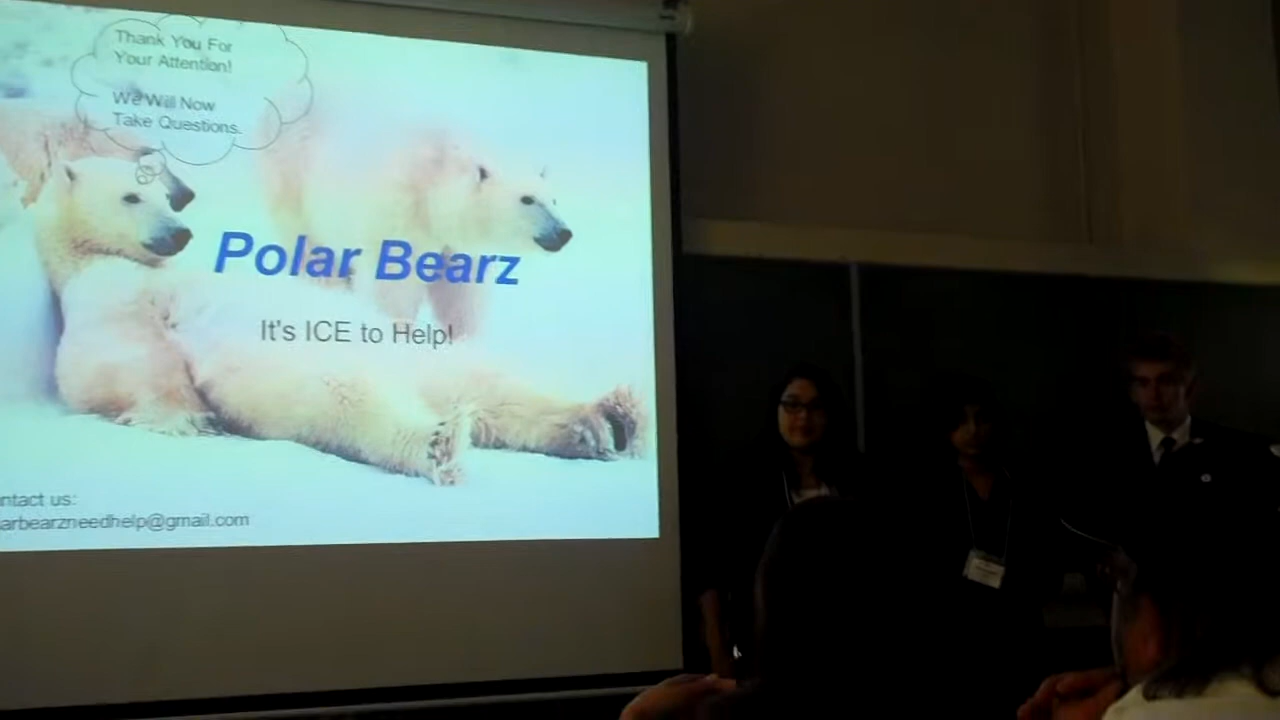 Thank You For
Your Attention!
We Will Now
Take Questions.
Polar Bearz
It's ICE to Help!
ntact us:
arbearzneedhelp@gmail.com